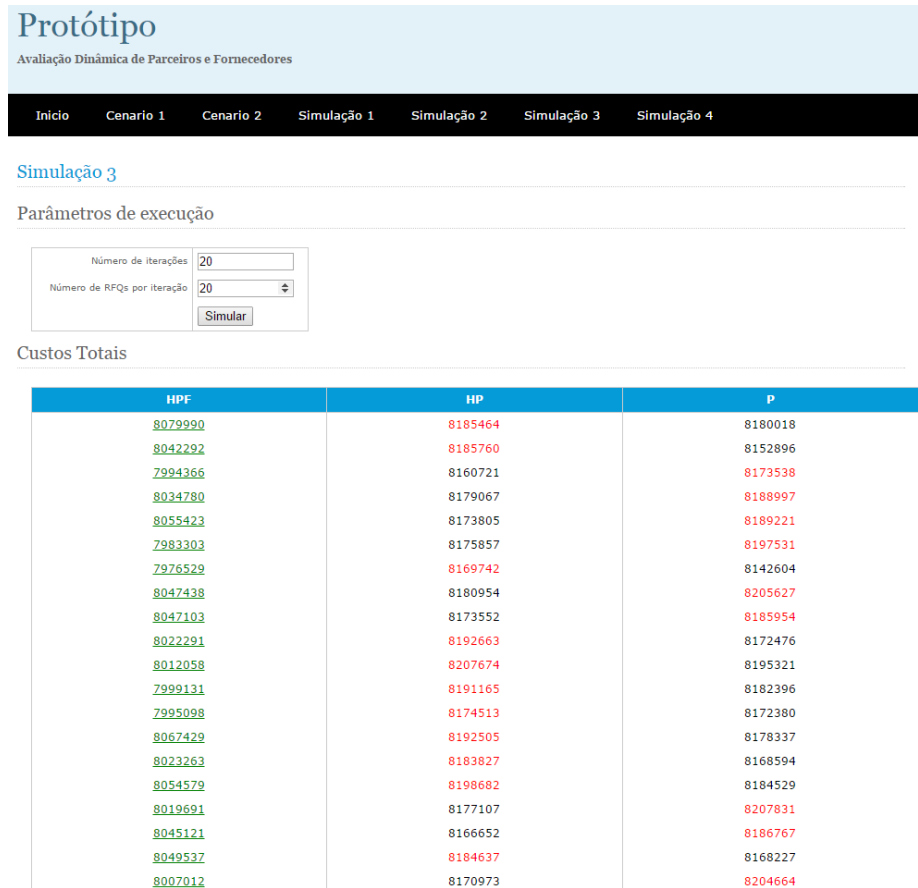 Protótipo
Avaliação Dinâmica de Parceiros e Fornecedores
Inicio Cenario 1 Cenario 2 Simulação 1 Simulação 2 Simulação 3 Simulação 4
Simulação 3
Parâmetros de execução
Número de iterações 20
Número de RFQs por iteração 20
Simular
Custos Totais
HPF HP P
8079990 8185464 8180018
8042292 8185760 8152896
7994366 8160721 8173538
8034780 8179067 8188997
8055423 8173805 8189221
7983303 8175857 8197531
7976529 8169742 8142604
8047438 8180954 8205627
8047103 8173552 8185954
8022291 8192663 8172476
8012058 8207674 8195321
7999131 8191165 8182396
7995098 8174513 8172380
8067429 8192505 8178337
8023263 8183827 8168594
8054579 8198682 8184529
8019691 8177107 8207831
8045121 8166652 8186767
8049537 8184637 8168227
8007012 8170973 8204664